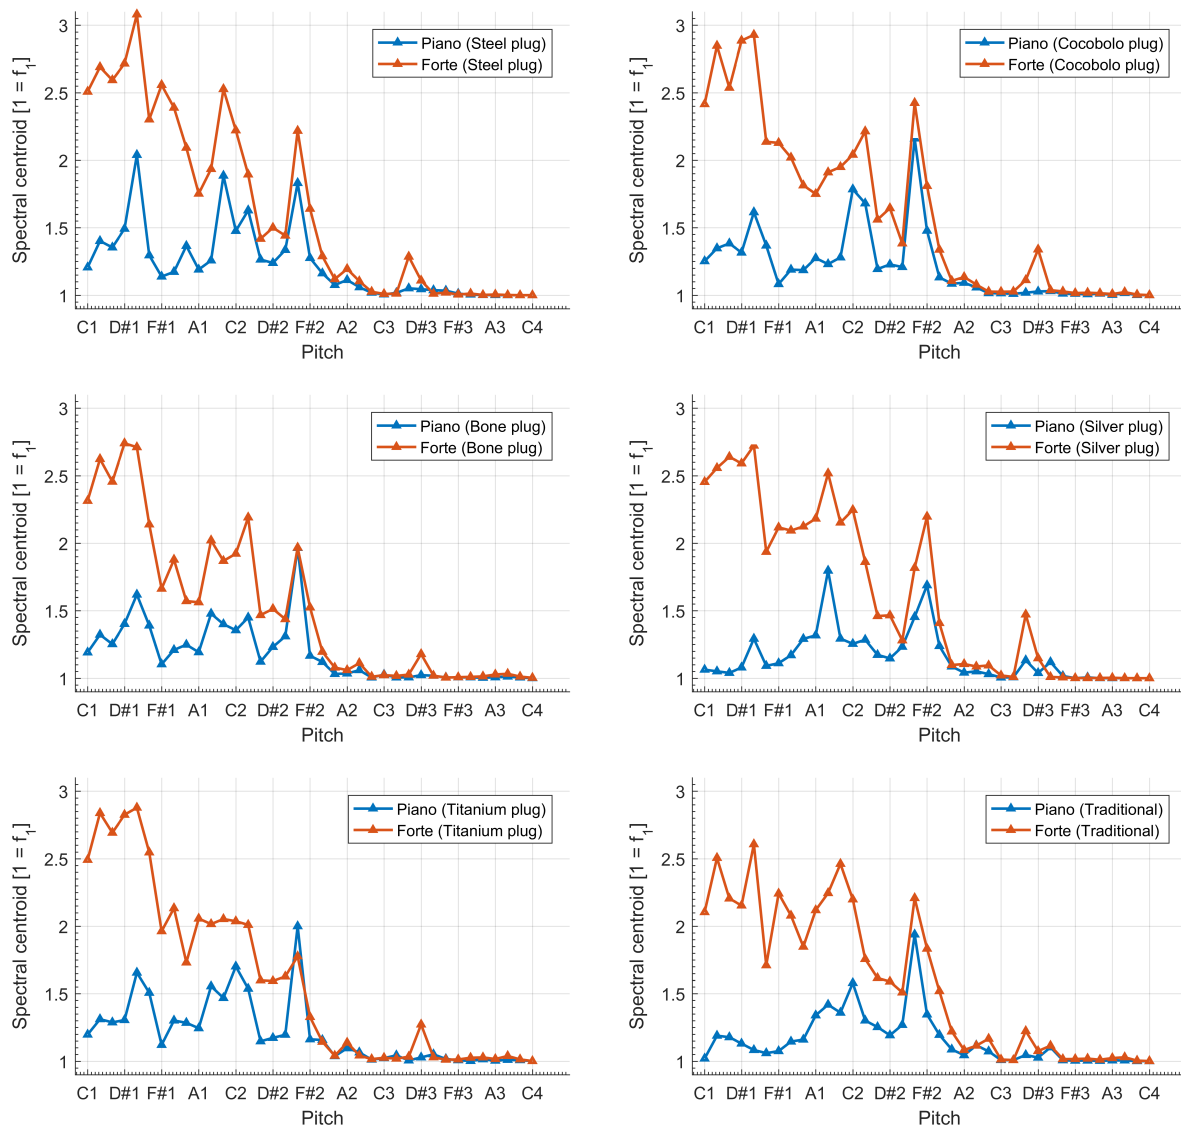 Spectral centroid [1 = f1]
3
2.5
2
1.5
1
Piano (Steel plug)
Forte (Steel plug)
C1 D#1 F#1 A1 C2 D#2 F#2 A2 C3 D#3 F#3 A3 C4
Pitch
Spectral centroid [1 = f1]
3
2.5
2
1.5
1
Piano (Cocobolo plug)
Forte (Cocobolo plug)
C1 D#1 F#1 A1 C2 D#2 F#2 A2 C3 D#3 F#3 A3 C4
Pitch
Spectral centroid [1 = f1]
3
2.5
2
1.5
1
Piano (Bone plug)
Forte (Bone plug)
C1 D#1 F#1 A1 C2 D#2 F#2 A2 C3 D#3 F#3 A3 C4
Pitch
Spectral centroid [1 = f1]
3
2.5
2
1.5
1
Piano (Silver plug)
Forte (Silver plug)
C1 D#1 F#1 A1 C2 D#2 F#2 A2 C3 D#3 F#3 A3 C4
Pitch
Spectral centroid [1 = f1]
3
2.5
2
1.5
1
Piano (Titanium plug)
Forte (Titanium plug)
C1 D#1 F#1 A1 C2 D#2 F#2 A2 C3 D#3 F#3 A3 C4
Pitch
Spectral centroid [1 = f1]
3
2.5
2
1.5
1
Piano (Traditional)
Forte (Traditional)
C1 D#1 F#1 A1 C2 D#2 F#2 A2 C3 D#3 F#3 A3 C4
Pitch